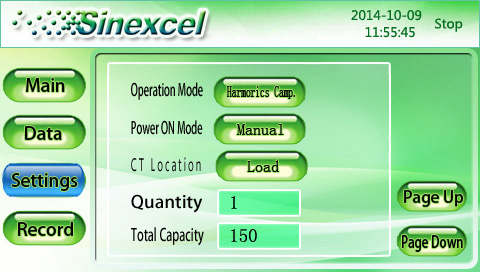 Sinexcel
2014-10-09
11:55:45
Stop
Main
Data
Settings
Record
Operation Mode
Harmorics Camp.
Power ON Mode
Manual
CT Location
Load
Quantity
1
Total Capacity
150
Page Up
Page Down